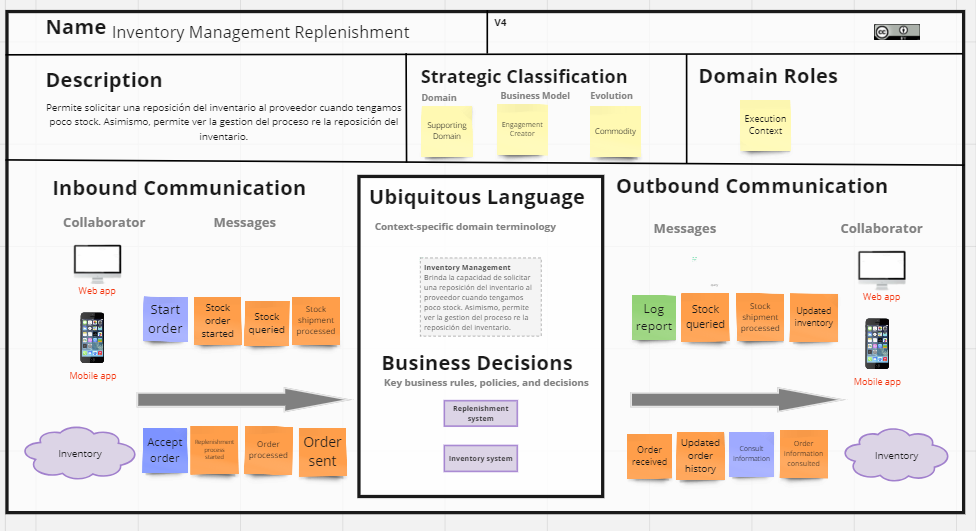 Name Inventory Management Replenishment
V4
Description
Permite solicitar una reposición del inventario al proveedor cuando tengamos
poco stock. Asimismo, permite ver la gestion del proceso re la reposición del
inventario.
Strategic Classification
Domain
Business Model
Evolution
Supporting
Domain
Engagement
Creator
Commodity
Domain Roles
Execution
Context
Inbound Communication
Collaborator
Messages
Web app
Mobile app
Start
order
Stock
order
started
Stock
queried
Stock
shipment
processed
Inventory
Accept
order
Replenishment
process
started
Order
processed
Order
sent
Ubiquitous Language
Context-specific domain terminology
Inventory Management
Brinda la capacidad de solicitar
una reposición del inventario al
proveedor cuando tengamos
poco stock. Asimismo, permite
ver la gestion del proceso re la
reposición del inventario.
Business Decisions
Key business rules, policies, and decisions
Replenishment
system
Inventory system
Outbound Communication
Messages
Collaborator
Log
report
Stock
queried
Stock
shipment
processed
Updated
inventory
Web app
Mobile app
Order
received
Updated
order
history
Consult
information
Order
information
consulted
Inventory